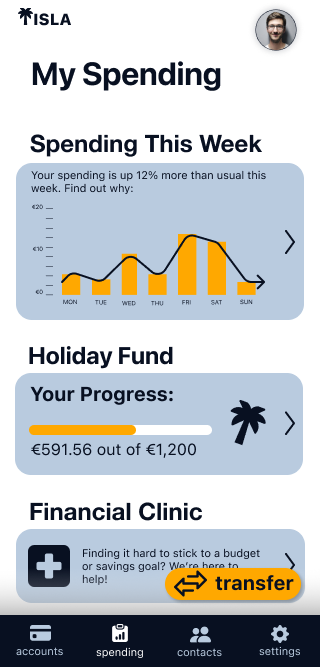 ISLA
My Spending
Spending This Week
Your spending is up 12% more than usual this
week. Find out why:
€20
€10
€0
MON TUE WED THU FRI SAT SUN
Holiday Fund
Your Progress:
€591.56 out of €1,200
Financial Clinic
Finding it hard to stick to a budget
or savings goal? We're here to
help!
transfer
accounts spending contacts settings